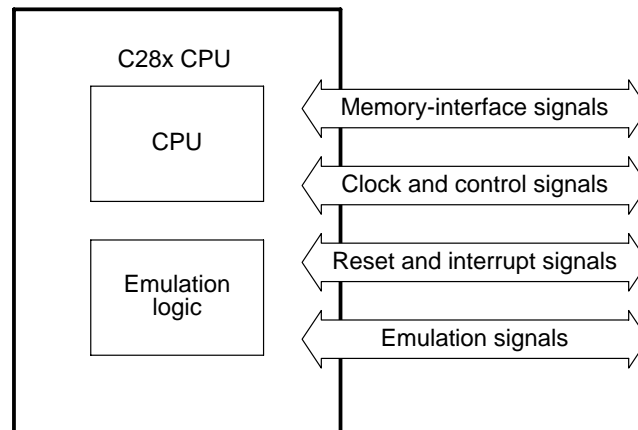 C28x CPU
CPU
Emulation
logic
Memory-interface signals
Clock and control signals
Reset and interrupt signals
Emulation signals